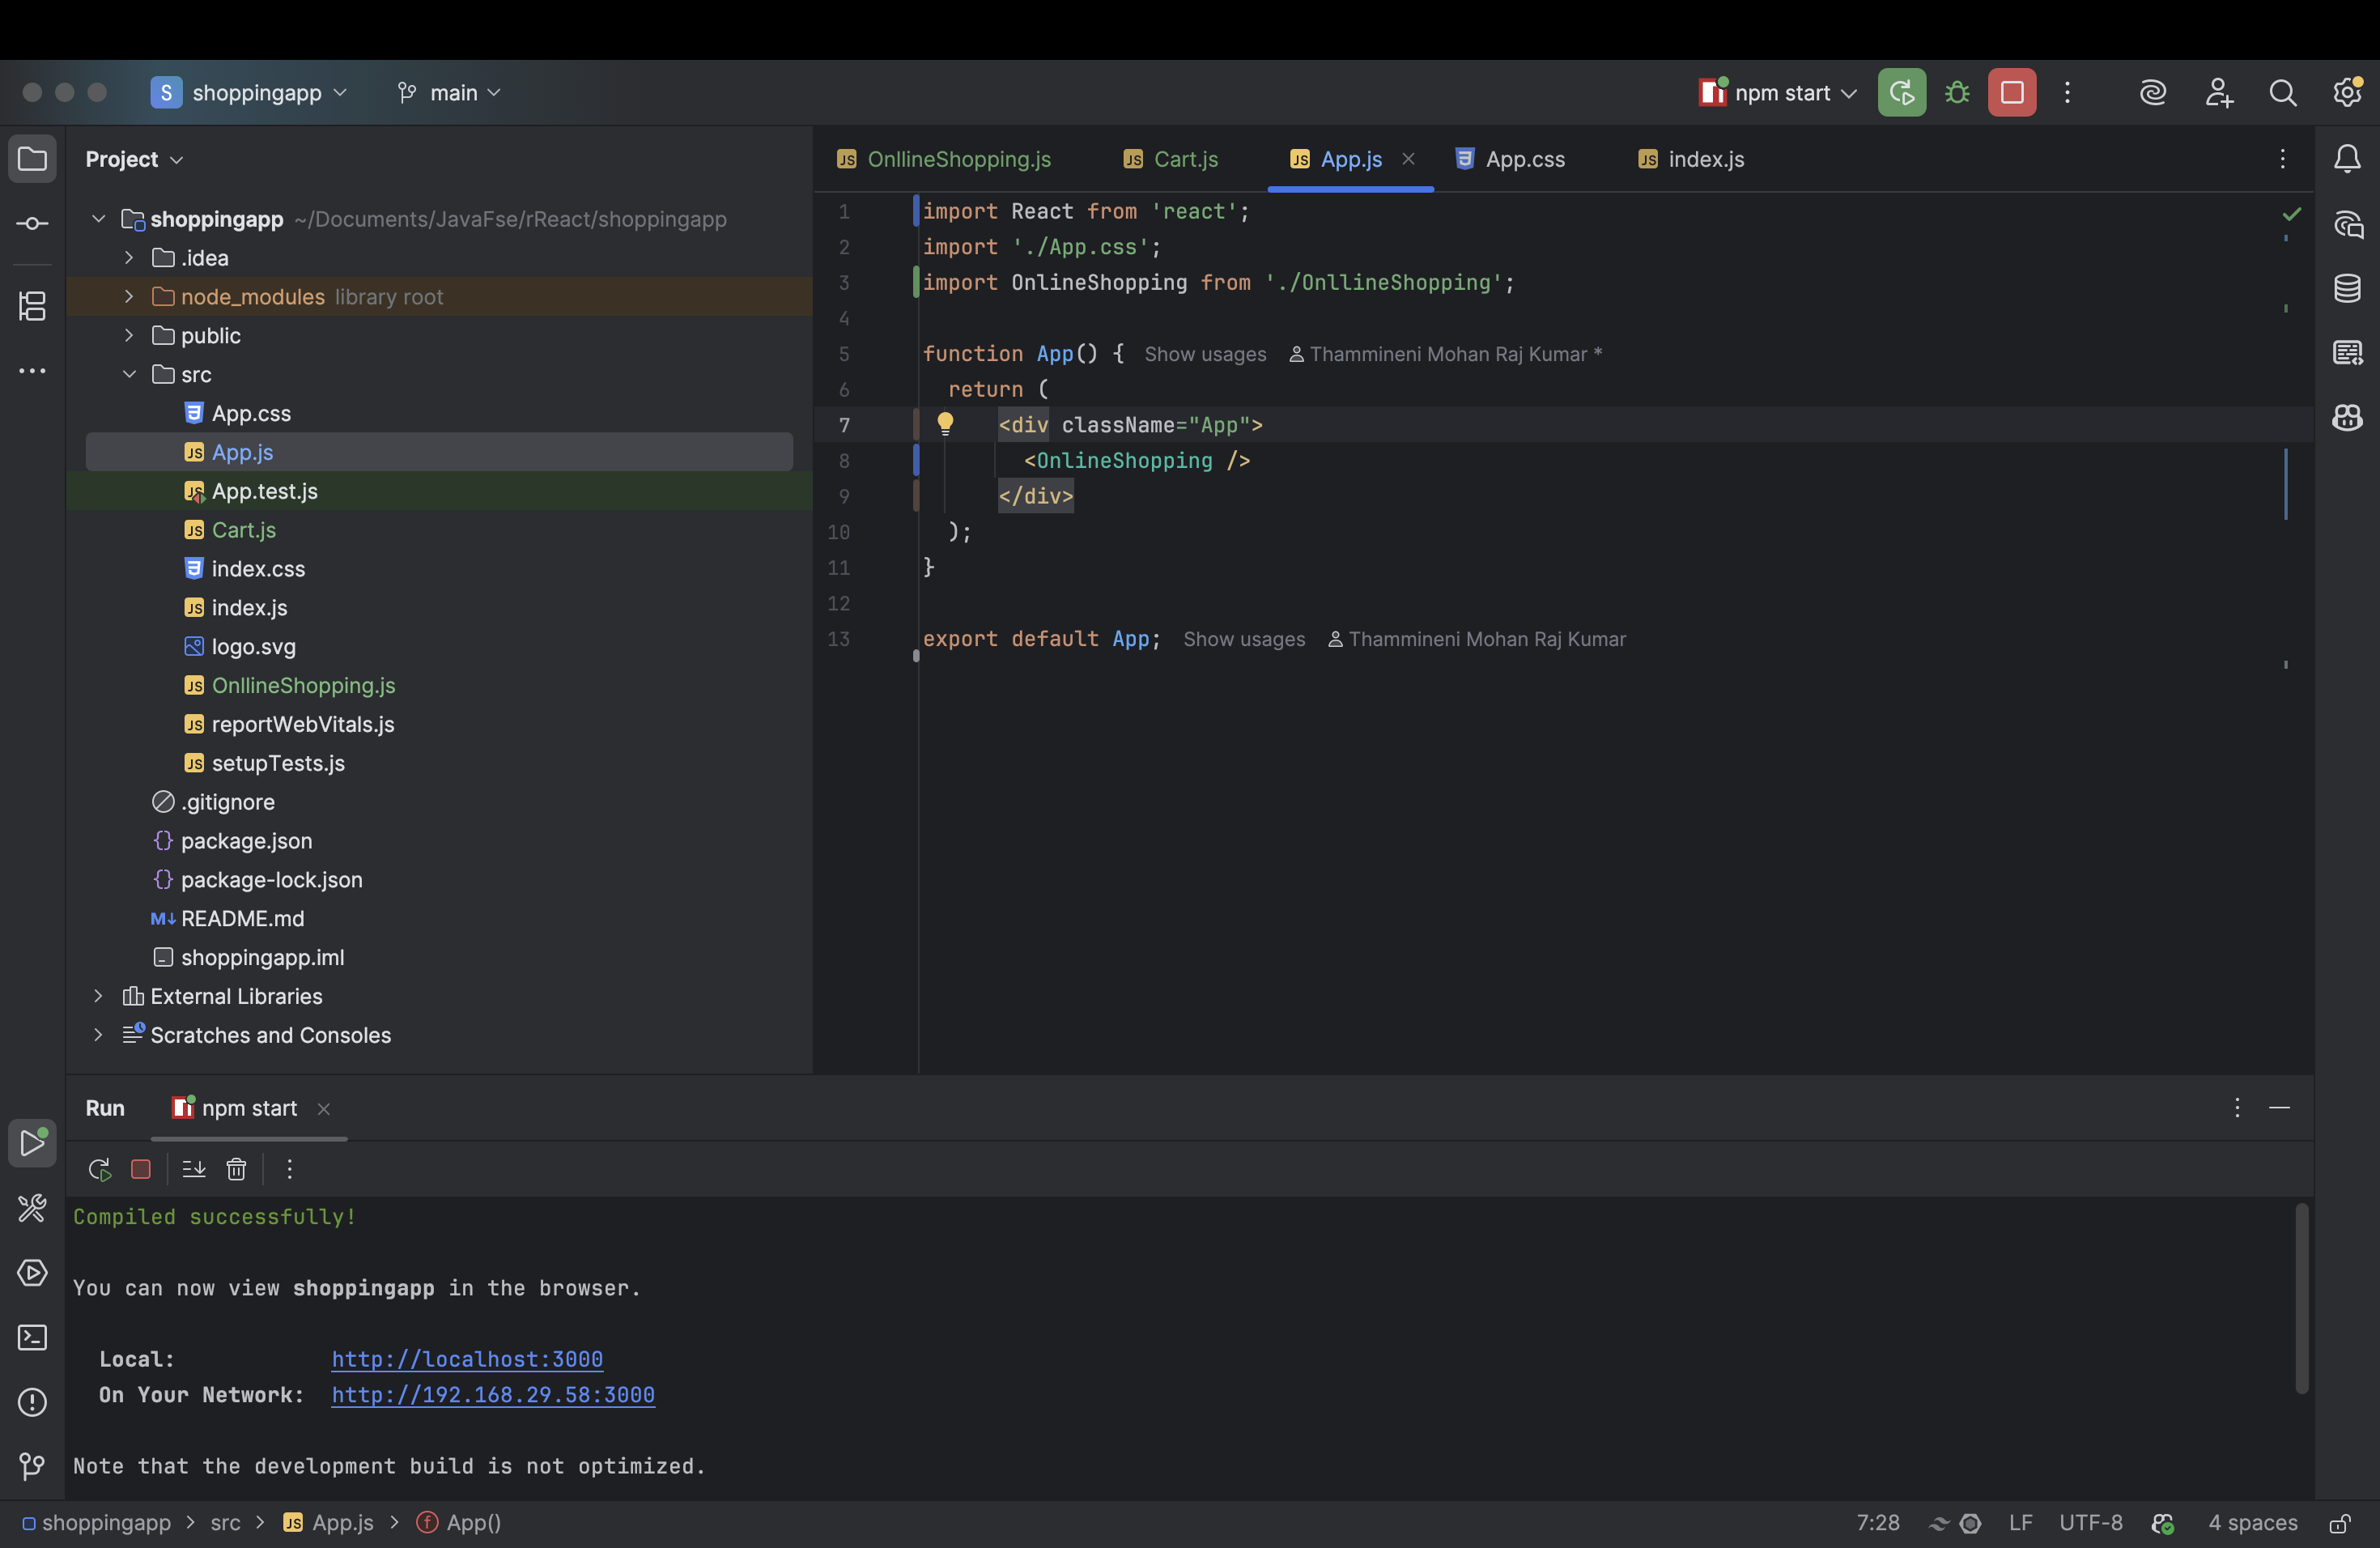 S shoppingapp main npm start
Project
shoppingapp ~/Documents/JavaFse/rReact/shoppingapp
.idea
node_modules library root
public
src
App.css
App.js
App.test.js
Cart.js
index.css
index.js
logo.svg
OnllineShopping.js
reportWebVitals.js
setupTests.js
.gitignore
package.json
package-lock.json
README.md
shoppingapp.iml
External Libraries
Scratches and Consoles
OnllineShopping.js Cart.js App.js App.css index.js
1 import React from 'react';
2 import './App.css';
3 import OnlineShopping from './OnllineShopping';
4
5 function App() { Show usages Thammineni Mohan Raj Kumar *
6 return (
7 <div className="App">
8 <OnlineShopping />
9 </div>
10 );
11 }
12
13 export default App; Show usages Thammineni Mohan Raj Kumar
Run npm start
Compiled successfully!
You can now view shoppingapp in the browser.
Local: http://localhost:3000
On Your Network: http://192.168.29.58:3000
Note that the development build is not optimized.
shoppingapp > src > App.js > App() 7:28 LF UTF-8 4 spaces